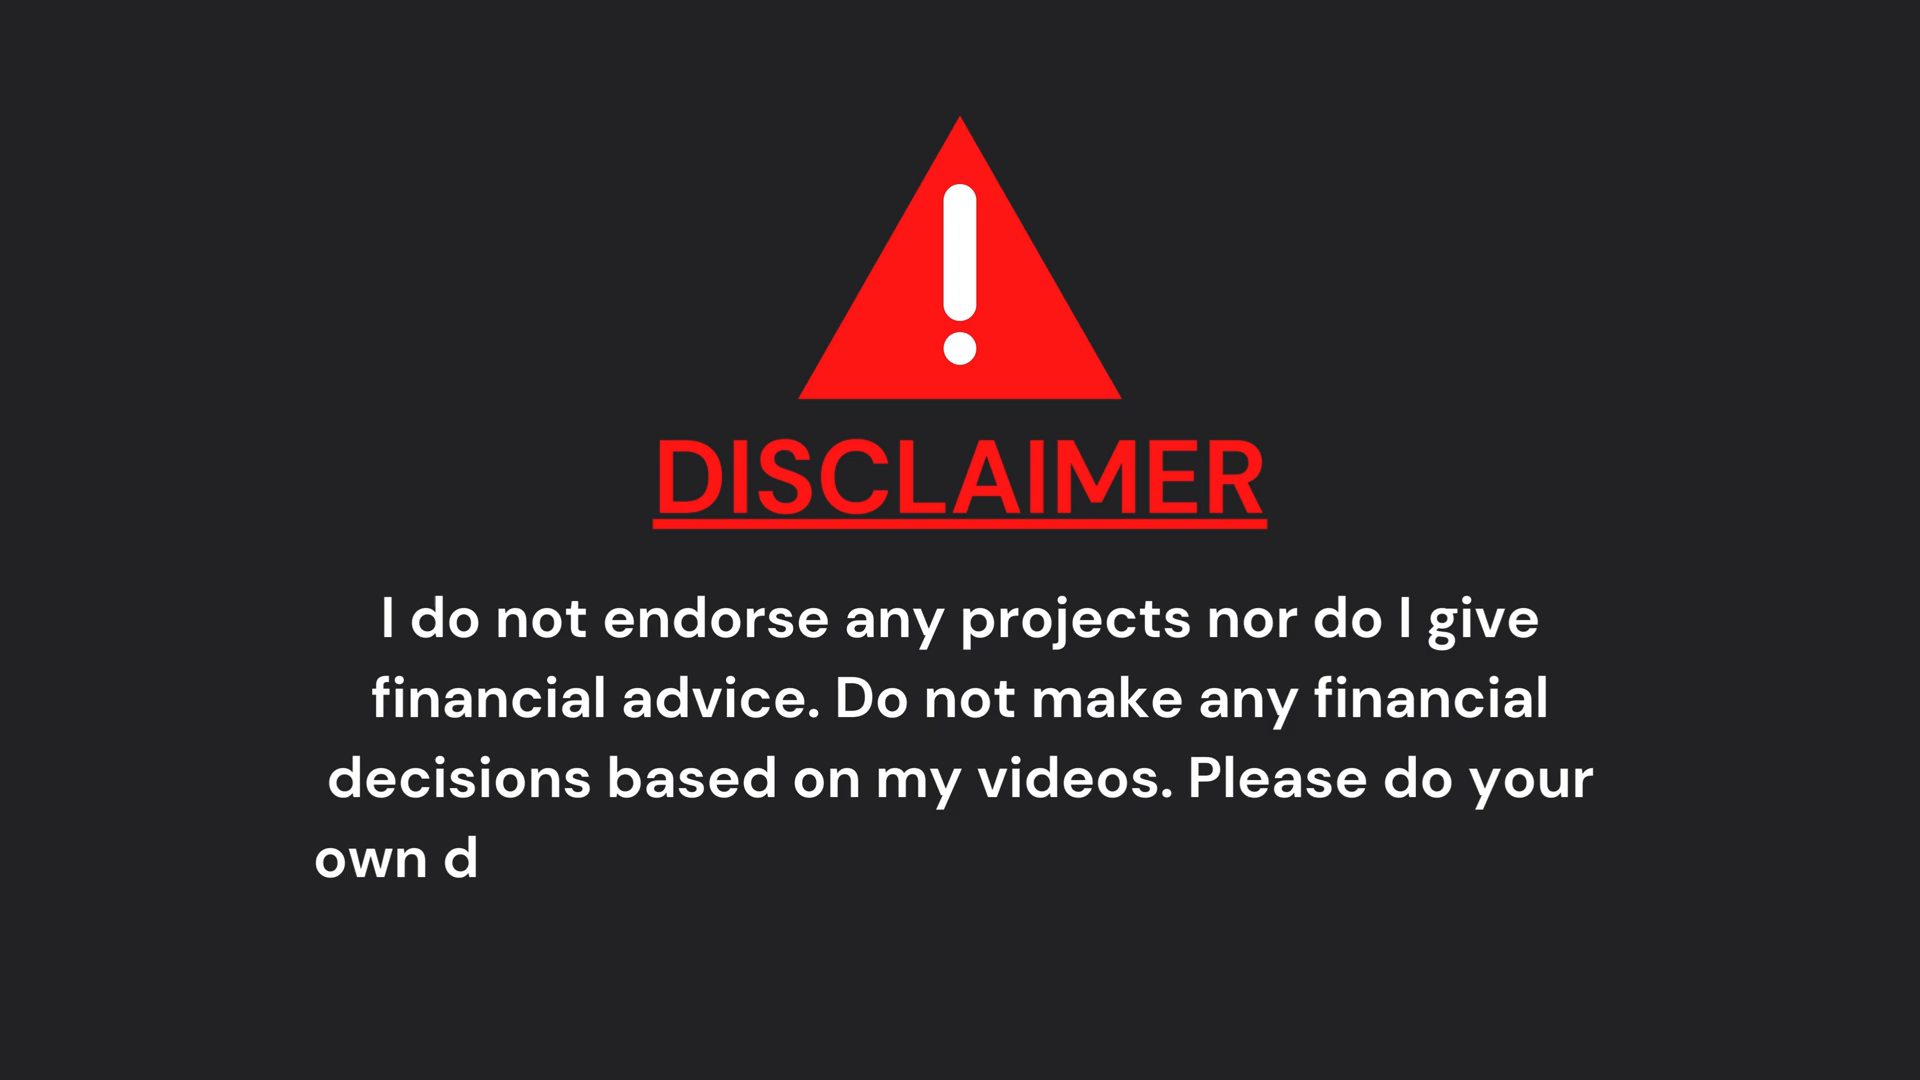 DISCLAIMER
I do not endorse any projects nor do I give
financial advice. Do not make any financial
decisions based on my videos. Please do your
own d